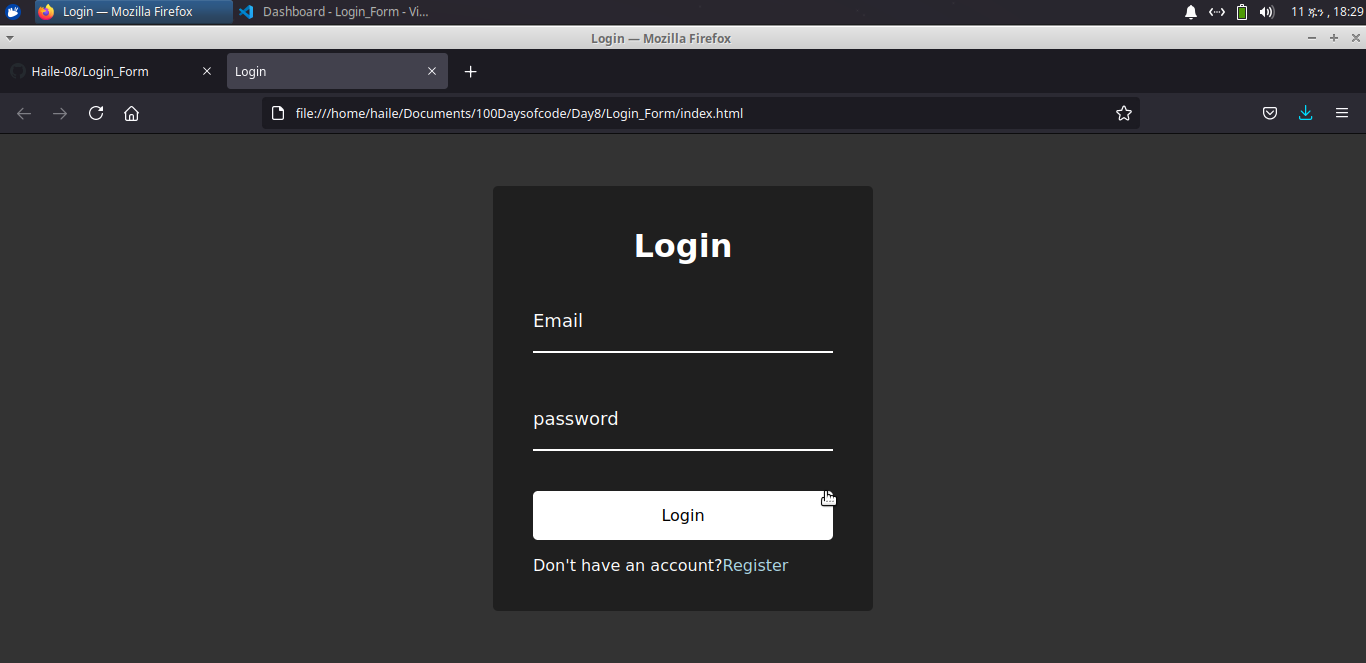 Login — Mozilla Firefox
Dashboard - Login_Form - Vi...
11 ጁን , 18:29
Login — Mozilla Firefox
Haile-08/Login_Form
Login
file:///home/haile/Documents/100Daysofcode/Day8/Login_Form/index.html
Login
Email
password
Login
Don't have an account?Register